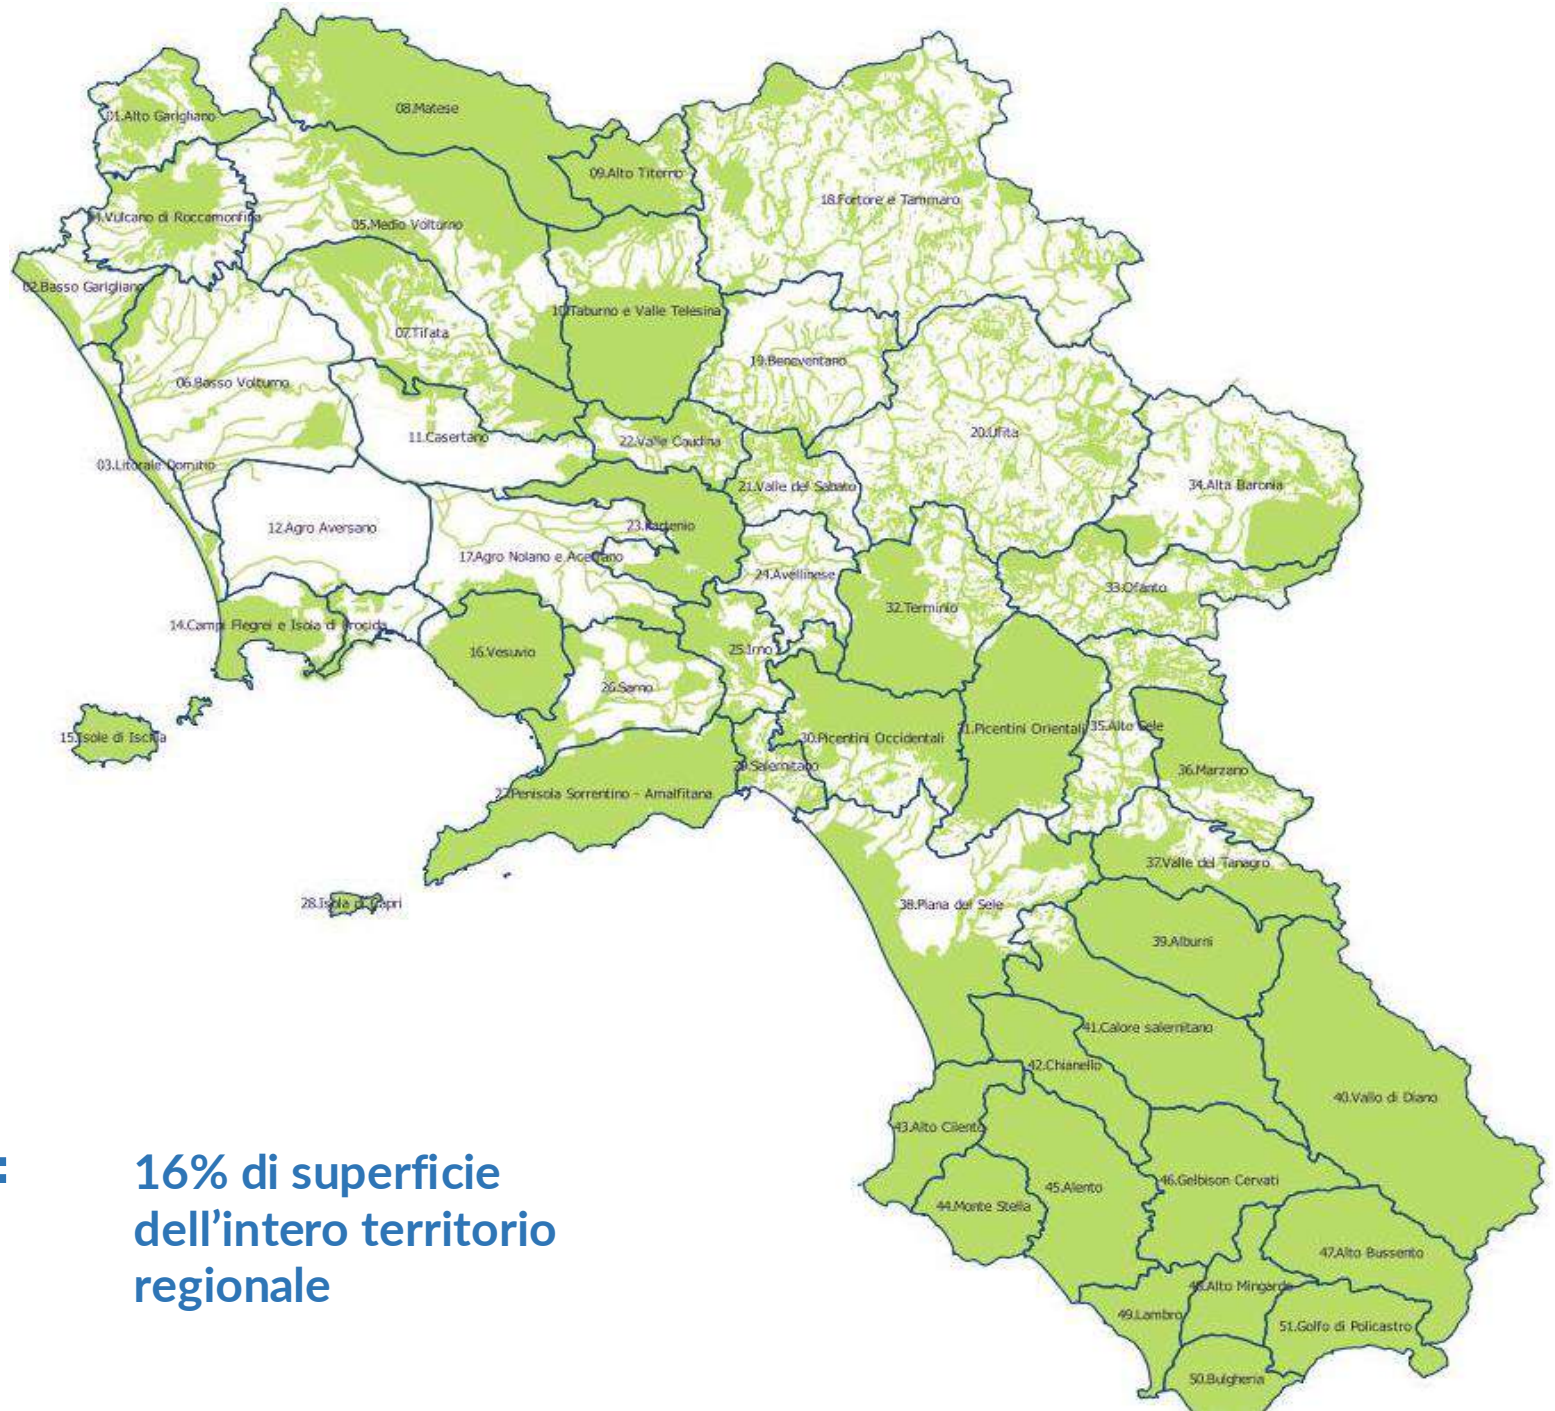 08.Matese
01.Alto Garigliano
09.Alto Titerno
18.Fortore e Tammaro
04.Vulcano di Roccamonfina
05.Medio Volturno
02.Basso Garigliano
10.Taburno e Valle Telesina
07.Tifata
19.Beneventano
06.Basso Volturno
20.Ufita
11.Casertano
22.Valle Caudina
03.Litorale Domitio
21.Valle del Sabato
34.Alta Baronia
12.Agro Aversano
23.Partenio
17.Agro Nolano e Acerrano
24.Avellinese
33.Ofanto
32.Terminio
14.Campi Flegrei e Isola di Procida
16.Vesuvio
25.Irno
26.Sarno
31.Picentini Orientali
35.Alto Sele
15.Isole di Ischia
30.Picentini Occidentali
29.Salernitano
36.Marzano
27.Penisola Sorrentino - Amalfitana
37.Valle del Tanagro
28.Isola di Capri
38.Piana del Sele
39.Alburni
41.Calore salernitano
42.Chianello
40.Vallo di Diano
43.Alto Cilento
: 16% di superficie
dell’intero territorio
regionale
46.Gelbison Cervati
45.Alento
44.Monte Stella
47.Alto Bussento
48.Alto Mingardo
49.Lambro
51.Golfo di Policastro
50.Bulgheria